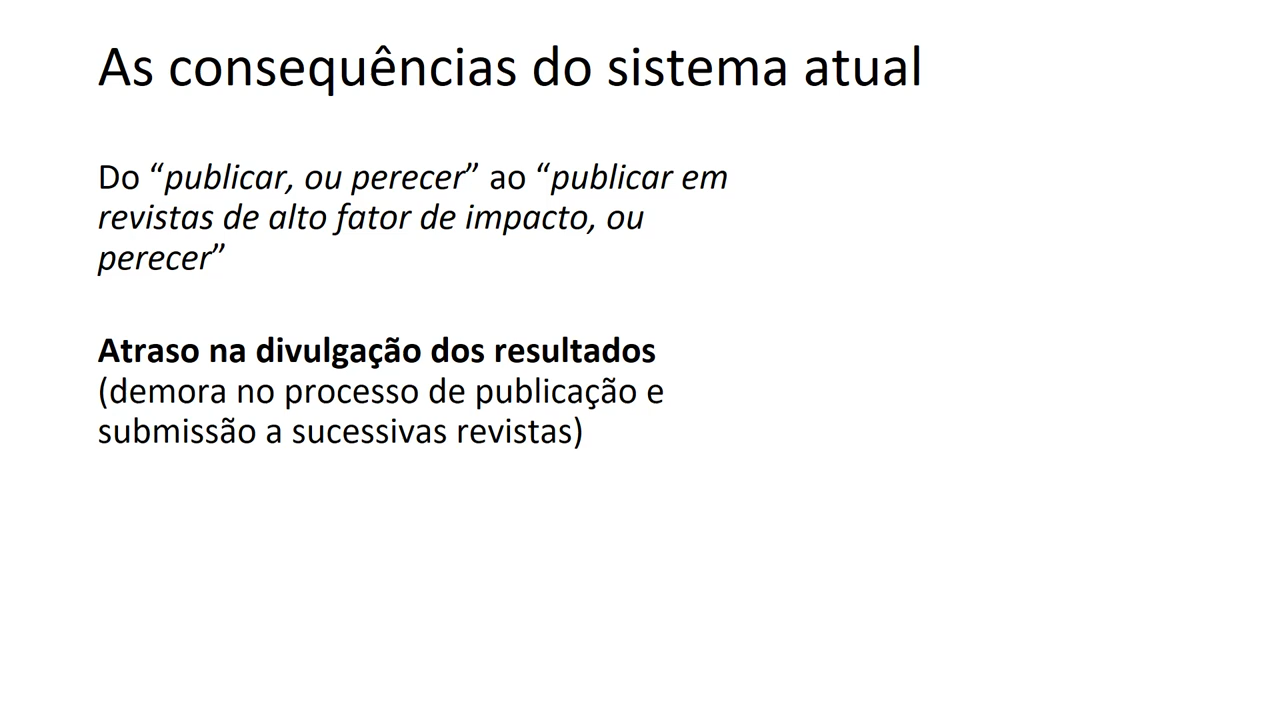 As consequências do sistema atual
Do “publicar, ou perecer” ao “publicar em
revistas de alto fator de impacto, ou
perecer”
Atraso na divulgação dos resultados
(demora no processo de publicação e
submissão a sucessivas revistas)